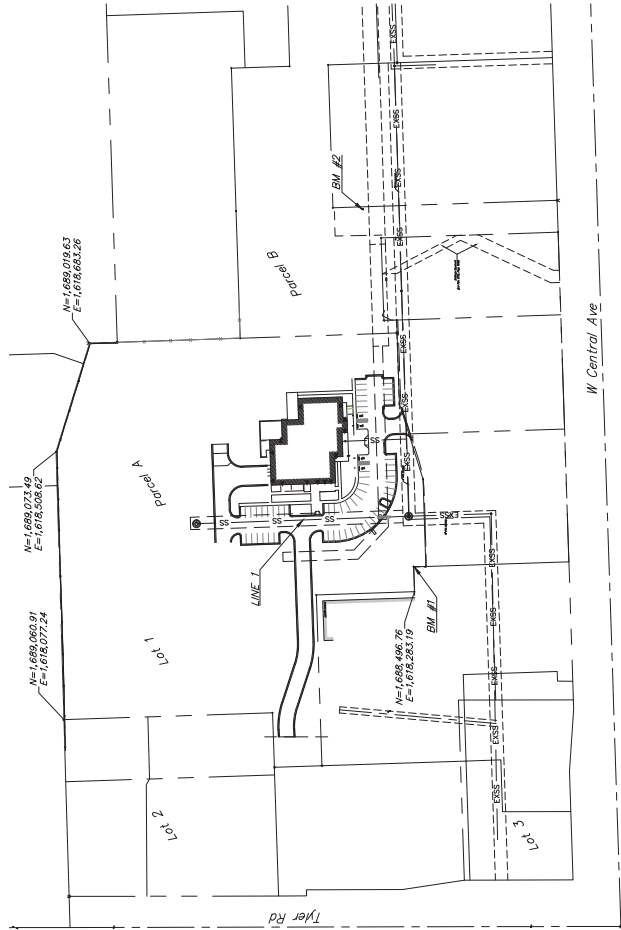 EXSS
EXSS
BM #2
EXSS
EXSS
N=1,689,019.63
E=1,618,683.26
Parcel B
W Central Ave
EXSS
EXSS
SS
N=1,689,073.49
E=1,618,508.62
Parcel A
EXSS
SS
SS
SS
EXSS
LINE 1
EXSS
BM #1
N=1,688,496.76
E=1,618,283.19
EXSS
N=1,689,060.91
E=1,618,077.24
Lot 1
EXSS
EXSS
EXSS
Lot 2
Lot 3
Tyler Rd